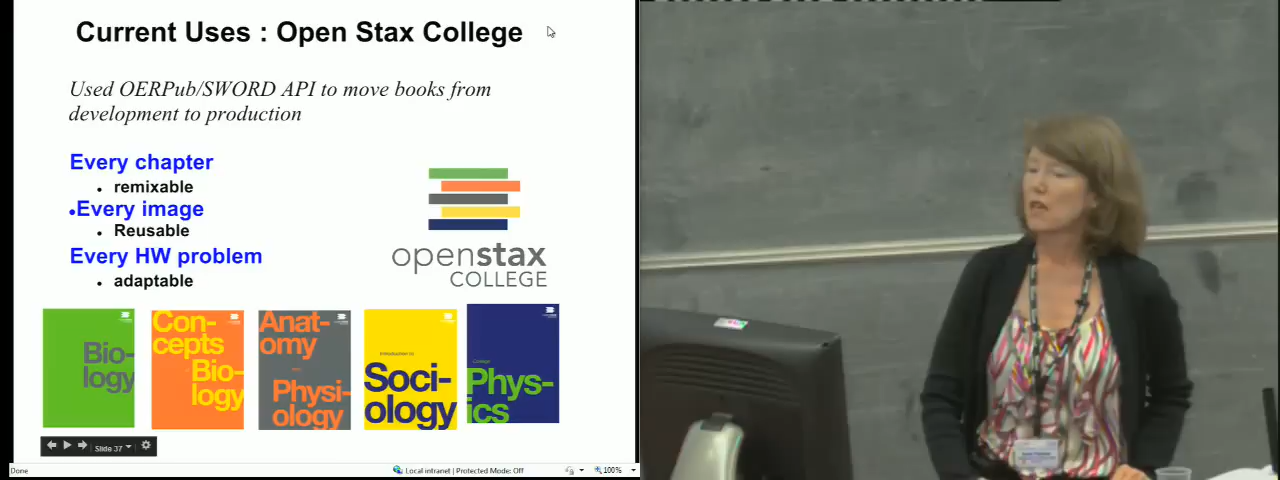 Current Uses : Open Stax College
Used OERPub/SWORD API to move books from
development to production
Every chapter
• remixable
•Every image
• Reusable
Every HW problem
• adaptable
openstax
COLLEGE
Bio-
logy
Con-
cepts
Bio-
logy
Anat-
omy
Physi-
ology
Introduction to
Soci-
ology
College
Phys-
ics
Slide 37
Done
Local intranet | Protected Mode: Off
100%